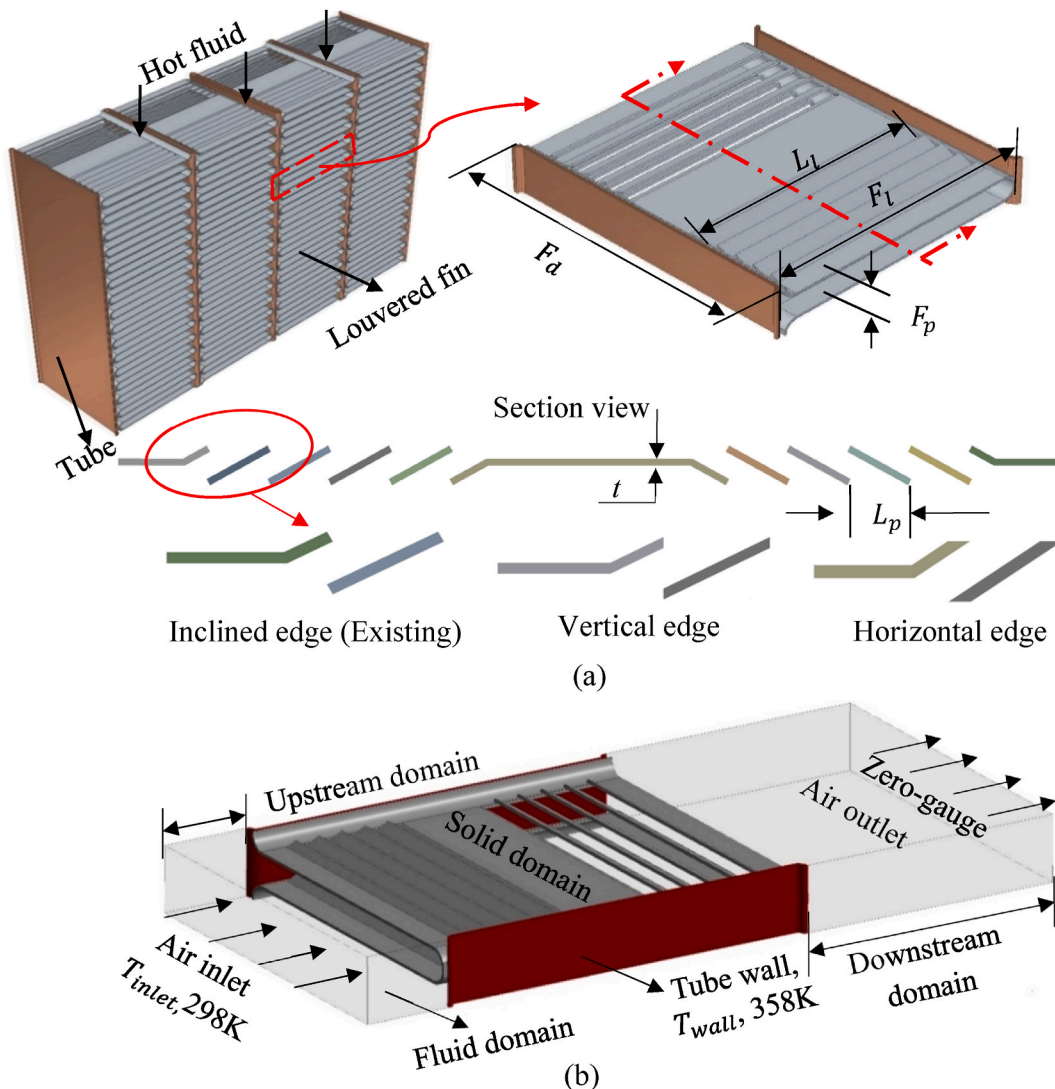 Hot fluid
Louvered fin
Tube
L_l
F_l
F_d
F_p
Section view
t
L_p
Inclined edge (Existing)
Vertical edge
Horizontal edge
(a)
Upstream domain
Solid domain
Zero-gauge
Air outlet
Air inlet
T_inlet, 298K
Fluid domain
Tube wall,
T_wall, 358K
Downstream
domain
(b)